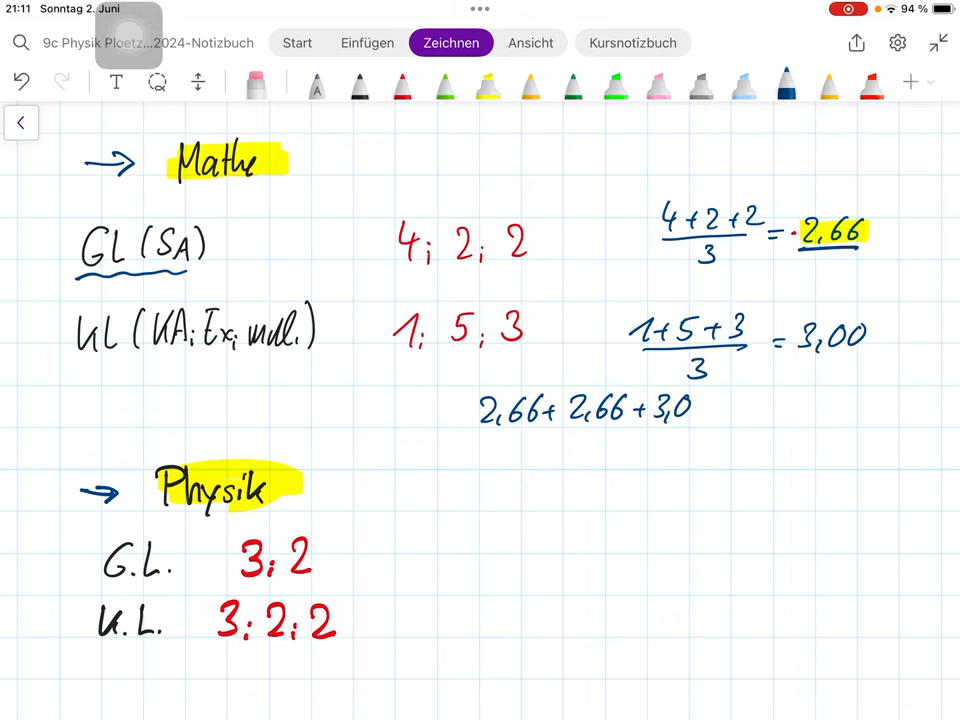 21:11 Sonntag 2. Juni 94 %
9c Physik Ploetz...2024-Notizbuch Start Einfügen Zeichnen Ansicht Kursnotizbuch
T A
→ Mathe
GL (SA) 4; 2; 2 4+2+2/3 = 2,66
KL (KA; Ex; mdl.) 1; 5; 3 1+5+3/3 = 3,00
2,66+ 2,66 + 3,0
→ Physik
G.L. 3; 2
K.L. 3; 2; 2